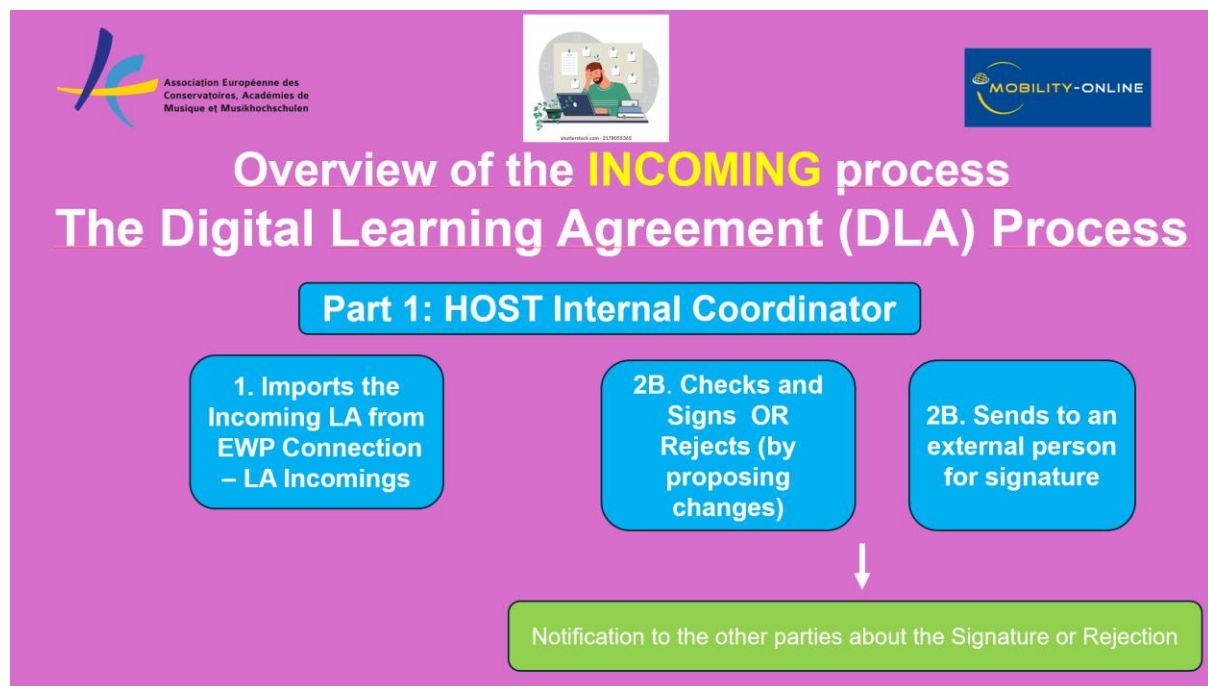 Association Européenne des
Conservatoires, Académies de
Musique et Musikhochschulen
shutterstock.com · 2178055365
MOBILITY-ONLINE
Overview of the INCOMING process
The Digital Learning Agreement (DLA) Process
Part 1: HOST Internal Coordinator
1. Imports the
Incoming LA from
EWP Connection
– LA Incomings
2B. Checks and
Signs OR
Rejects (by
proposing
changes)
2B. Sends to an
external person
for signature
Notification to the other parties about the Signature or Rejection